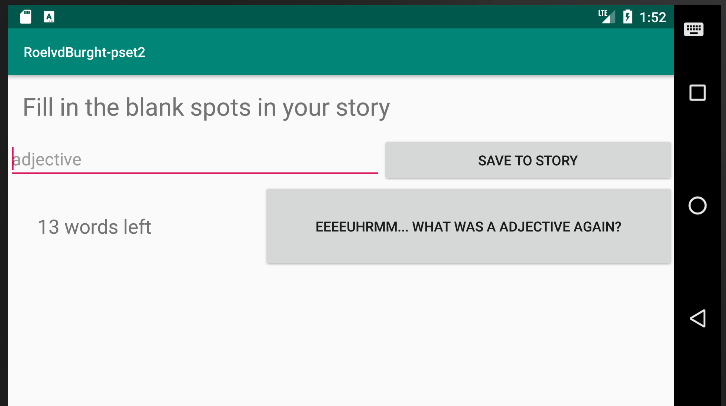 LTE 1:52
RoelvdBurght-pset2
Fill in the blank spots in your story
adjective
SAVE TO STORY
13 words left
EEEEUHRMM... WHAT WAS A ADJECTIVE AGAIN?